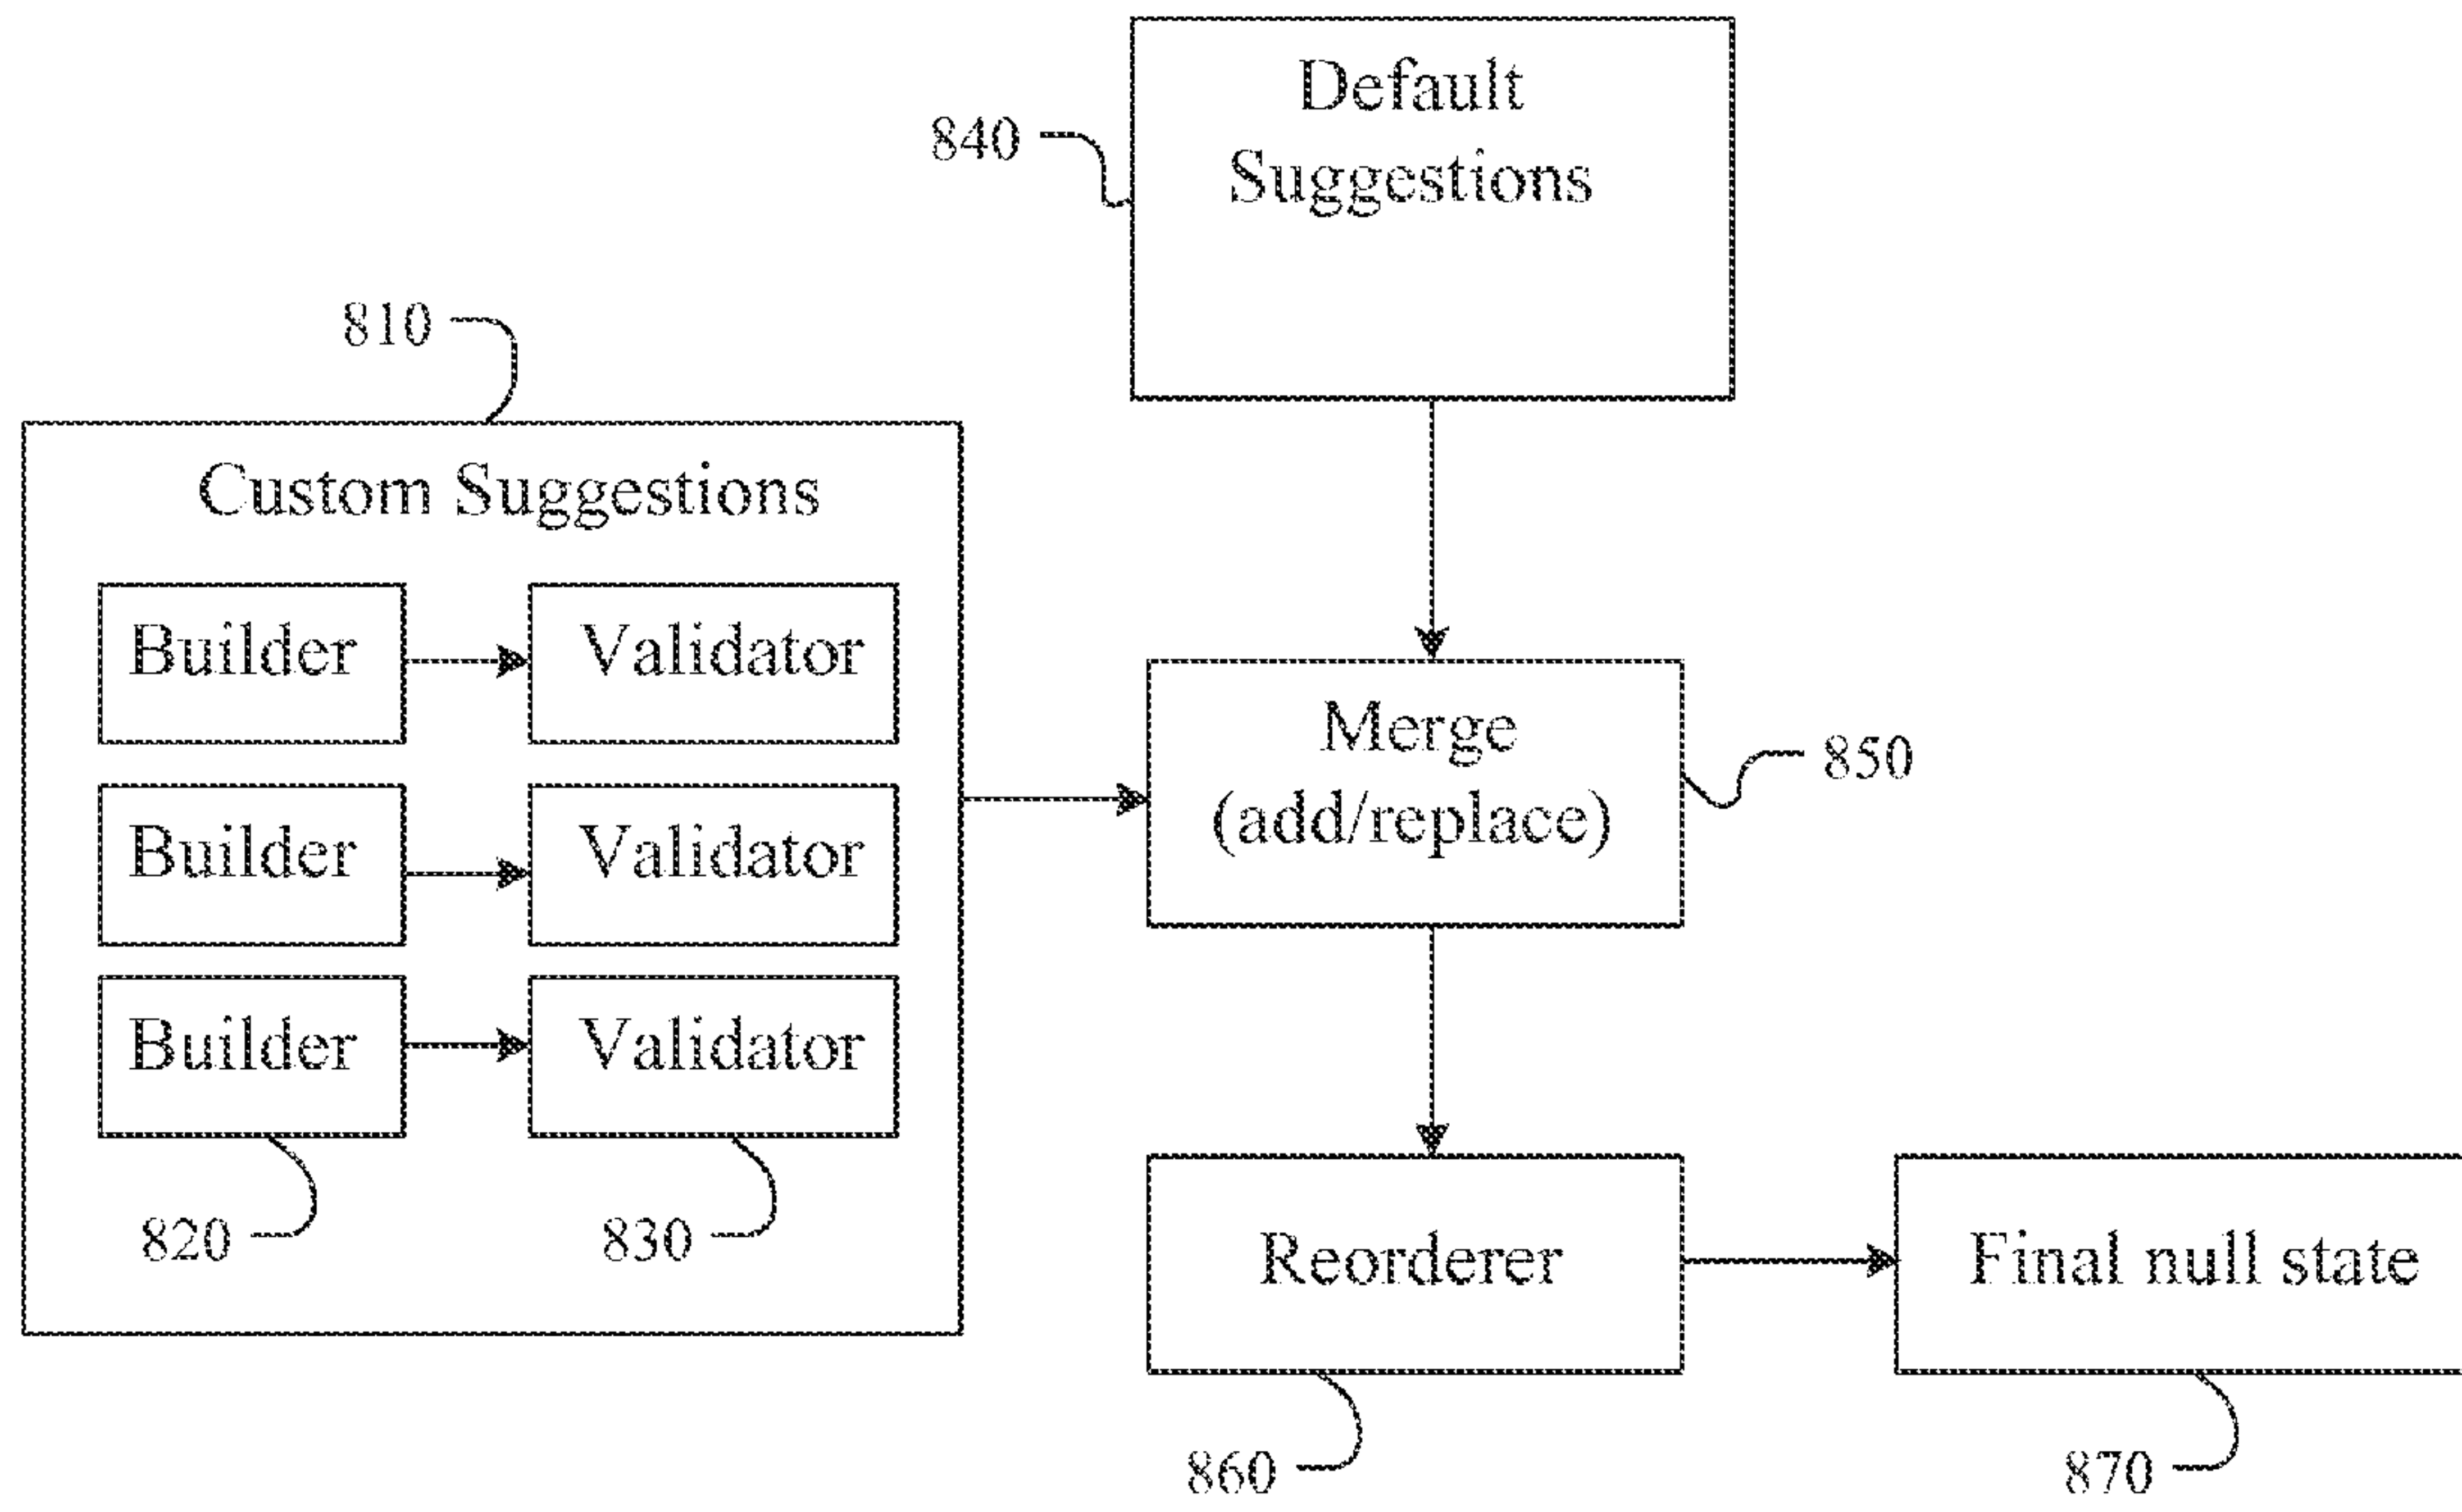 Default
Suggestions
840
810
Custom Suggestions
Builder
Validator
Builder
Validator
Builder
Validator
820
830
Merge
(add/replace)
850
Reorderer
Final null state
860
870